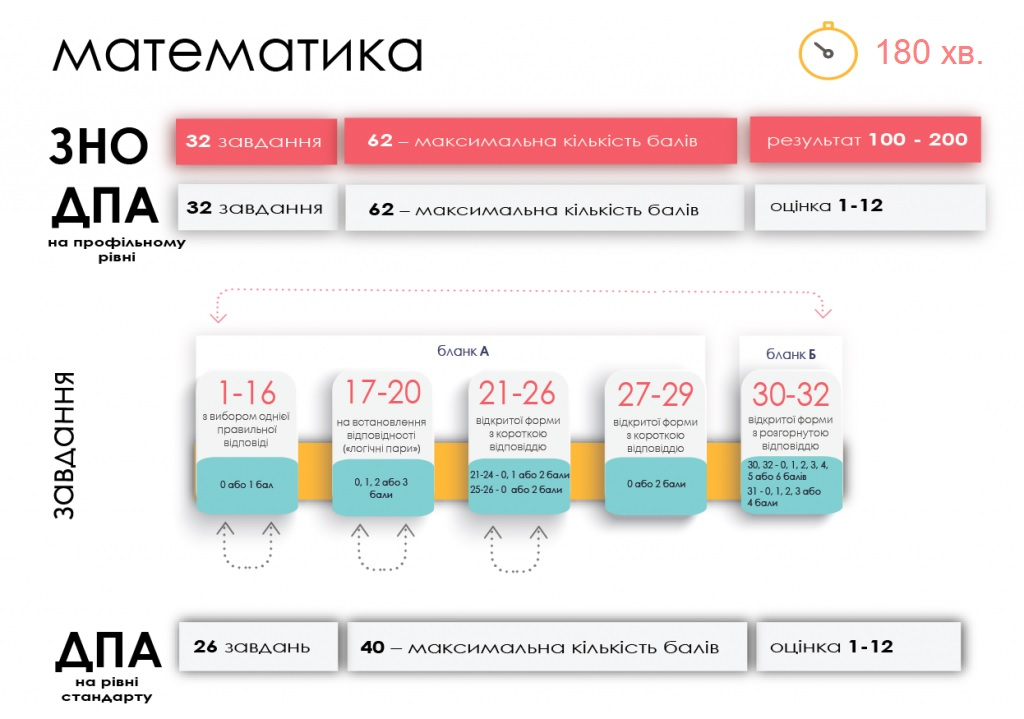 математика
180 хв.
ЗНО
32 завдання
62 – максимальна кількість балів
результат 100 - 200
ДПА
на профільному
рівні
32 завдання
62 – максимальна кількість балів
оцінка 1-12
завдання
бланк А
бланк Б
1-16
з вибором однієї
правильної
відповіді
0 або 1 бал
17-20
на встановлення
відповідності
(«логічні пари»)
0, 1, 2 або 3
бали
21-26
відкритої форми
з короткою
відповіддю
21-24 - 0, 1 або 2 бали
25-26 - 0 або 2 бали
27-29
відкритої форми
з короткою
відповіддю
0 або 2 бали
30-32
відкритої форми
з розгорнутою
відповіддю
30, 32 - 0, 1, 2, 3, 4,
5 або 6 балів
31 - 0, 1, 2, 3 або
4 бали
ДПА
на рівні
стандарту
26 завдань
40 – максимальна кількість балів
оцінка 1-12